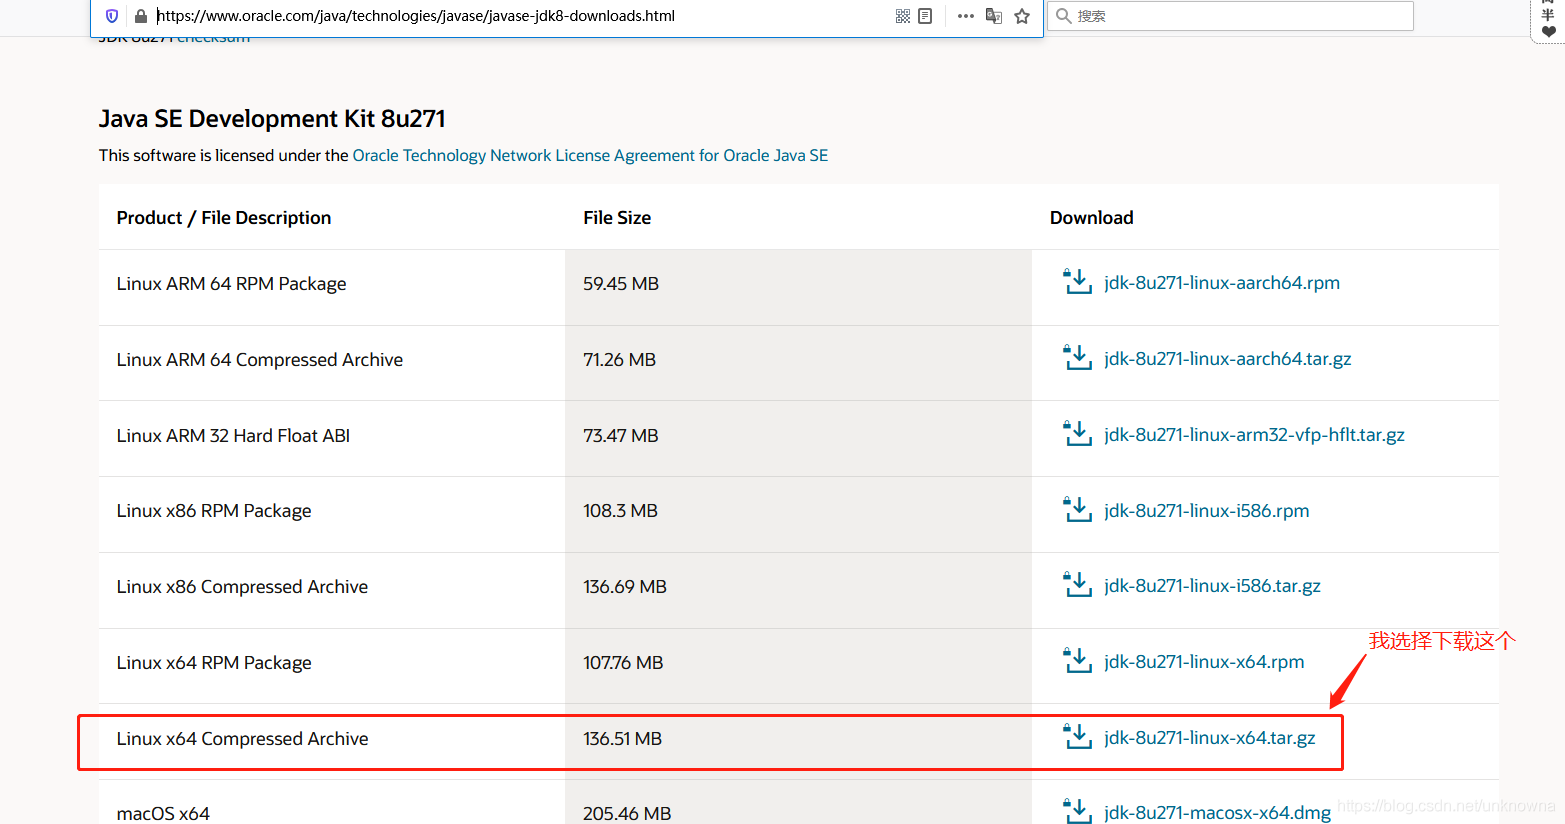 https://www.oracle.com/java/technologies/javase/javase-jdk8-downloads.html
搜索
半
JDK 8u271 checksum
Java SE Development Kit 8u271
This software is licensed under the Oracle Technology Network License Agreement for Oracle Java SE
Product / File Description File Size Download
Linux ARM 64 RPM Package 59.45 MB jdk-8u271-linux-aarch64.rpm
Linux ARM 64 Compressed Archive 71.26 MB jdk-8u271-linux-aarch64.tar.gz
Linux ARM 32 Hard Float ABI 73.47 MB jdk-8u271-linux-arm32-vfp-hflt.tar.gz
Linux x86 RPM Package 108.3 MB jdk-8u271-linux-i586.rpm
Linux x86 Compressed Archive 136.69 MB jdk-8u271-linux-i586.tar.gz
我选择下载这个
Linux x64 RPM Package 107.76 MB jdk-8u271-linux-x64.rpm
Linux x64 Compressed Archive 136.51 MB jdk-8u271-linux-x64.tar.gz
macOS x64 205.46 MB jdk-8u271-macosx-x64.dmg
https://blog.csdn.net/unknowna